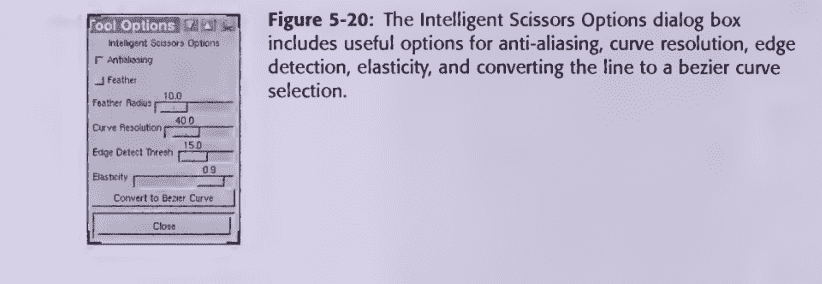 Tool Options
Intelligent Scissors Options
Antialiasing
Feather
Feather Radius 10.0
Curve Resolution 40.0
Edge Detect Thresh 15.0
Elasticity 0.9
Convert to Bezier Curve
Close
Figure 5-20: The Intelligent Scissors Options dialog box
includes useful options for anti-aliasing, curve resolution, edge
detection, elasticity, and converting the line to a bezier curve
selection.